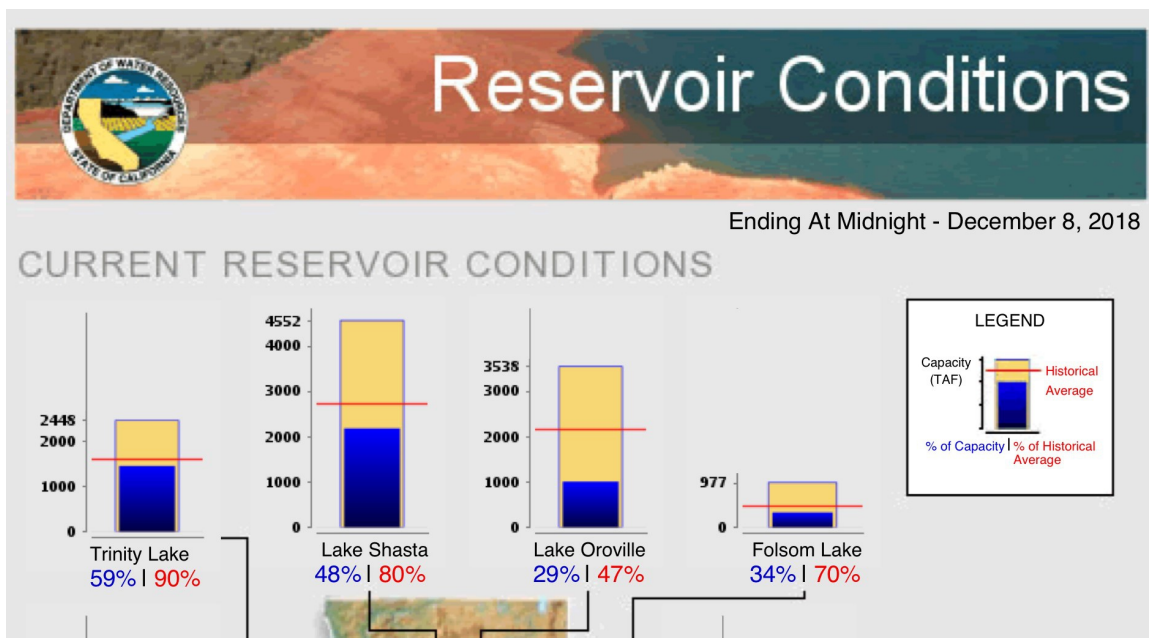 DEPARTMENT OF WATER RESOURCES
STATE OF CALIFORNIA
Reservoir Conditions
Ending At Midnight - December 8, 2018
CURRENT RESERVOIR CONDITIONS
2448
2000
1000
0
Trinity Lake
59% | 90%
4552
4000
3000
2000
1000
0
Lake Shasta
48% | 80%
3538
3000
2000
1000
0
Lake Oroville
29% | 47%
977
0
Folsom Lake
34% | 70%
LEGEND
Capacity
(TAF)
Historical
Average
% of Capacity | % of Historical
Average